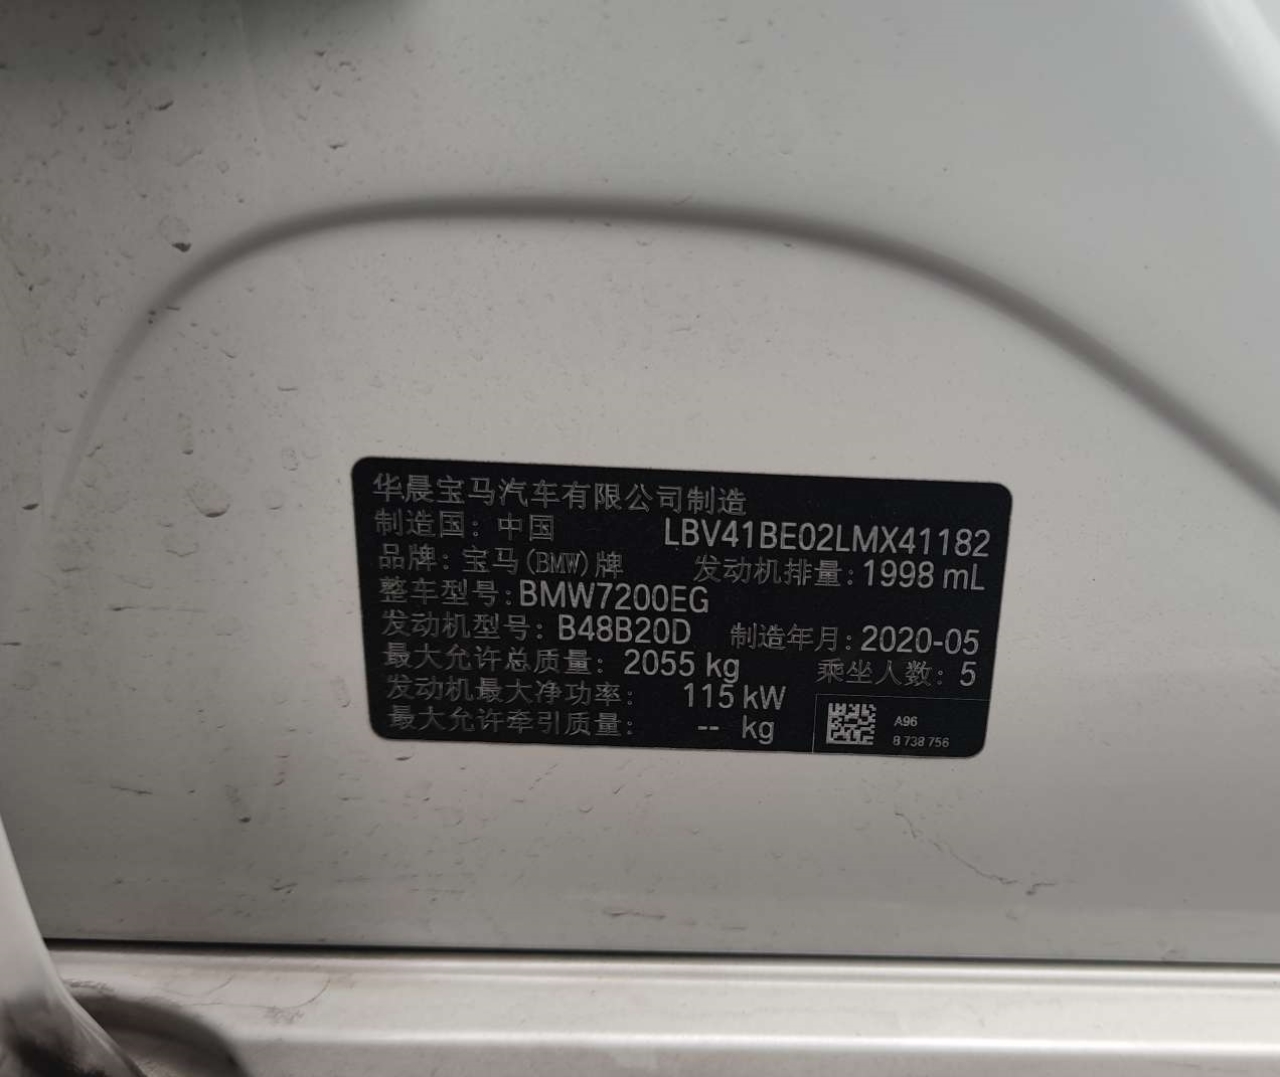 华晨宝马汽车有限公司制造
制造国：中国 LBV41BE02LMX41182
品牌：宝马(BMW)牌 发动机排量：1998 mL
整车型号：BMW7200EG
发动机型号：B48B20D 制造年月：2020-05
最大允许总质量：2055 kg 乘坐人数：5
发动机最大净功率：115 kW
最大允许牵引质量：-- kg
A96
8 738 756